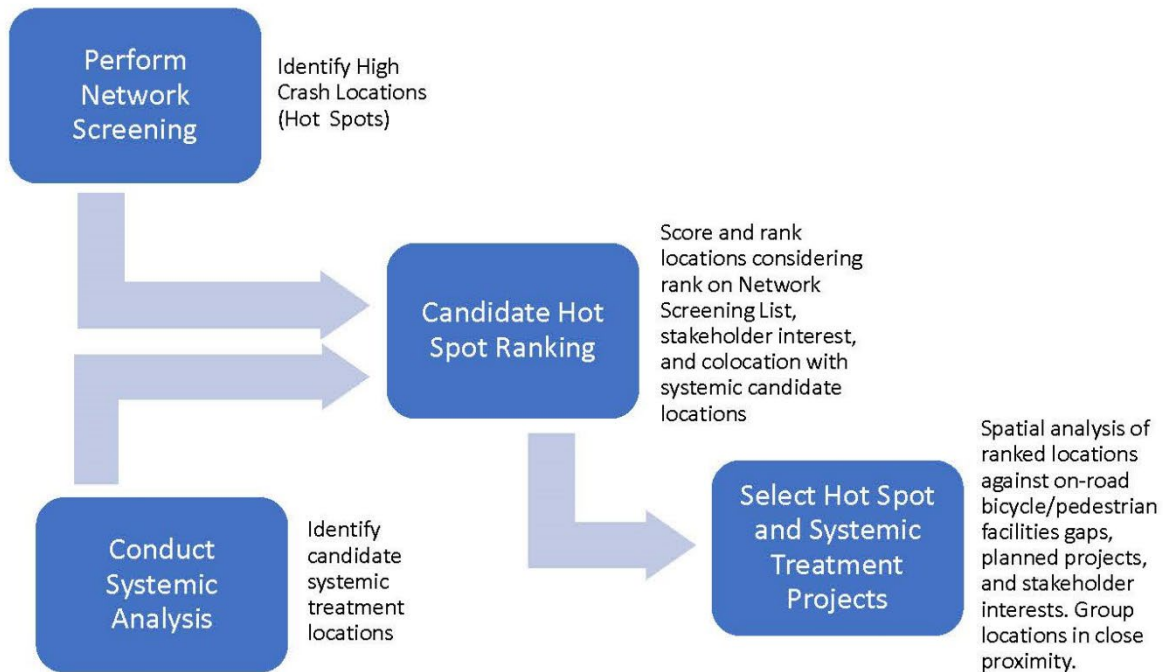 Perform
Network
Screening
Identify High
Crash Locations
(Hot Spots)
Candidate Hot
Spot Ranking
Score and rank
locations considering
rank on Network
Screening List,
stakeholder interest,
and colocation with
systemic candidate
locations
Conduct
Systemic
Analysis
Identify
candidate
systemic
treatment
locations
Select Hot Spot
and Systemic
Treatment
Projects
Spatial analysis of
ranked locations
against on-road
bicycle/pedestrian
facilities gaps,
planned projects,
and stakeholder
interests. Group
locations in close
proximity.